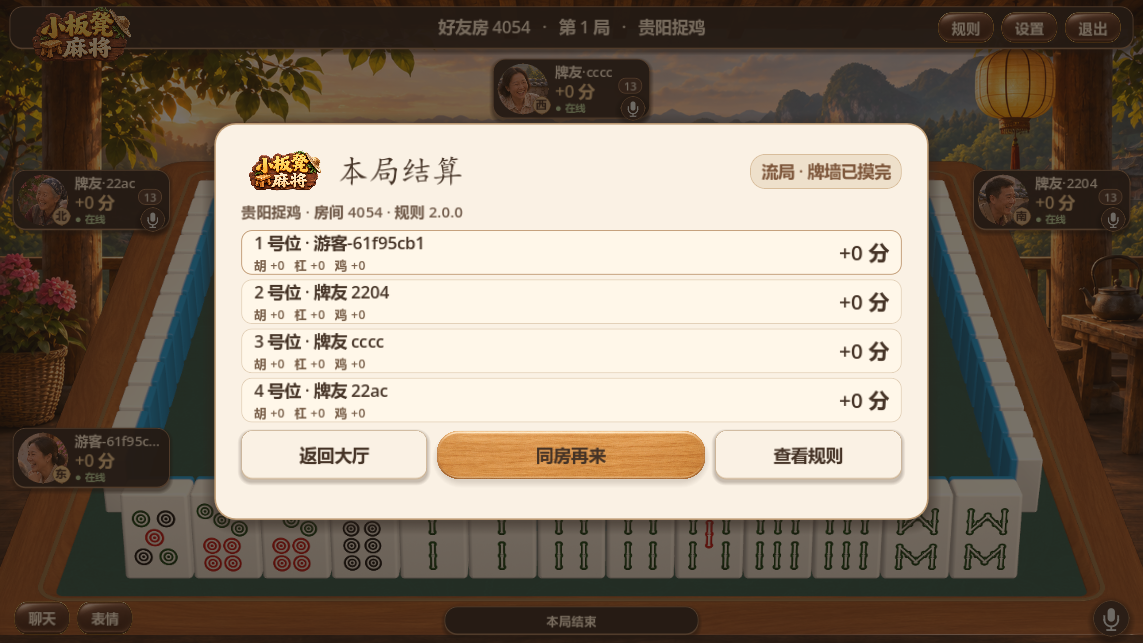 小板凳
麻将
好友房 4054 · 第 1 局 · 贵阳捉鸡
规则
设置
退出
牌友·cccc
+0 分
13
西
在线
牌友·22ac
+0 分
13
北
在线
牌友·2204
+0 分
13
南
在线
小板凳
麻将
本局结算
流局 · 牌墙已摸完
贵阳捉鸡 · 房间 4054 · 规则 2.0.0
1 号位 · 游客-61f95cb1
胡 +0 杠 +0 鸡 +0
+0 分
2 号位 · 牌友 2204
胡 +0 杠 +0 鸡 +0
+0 分
3 号位 · 牌友 cccc
胡 +0 杠 +0 鸡 +0
+0 分
4 号位 · 牌友 22ac
胡 +0 杠 +0 鸡 +0
+0 分
游客-61f95c...
+0 分
东
在线
返回大厅
同房再来
查看规则
聊天
表情
本局结束